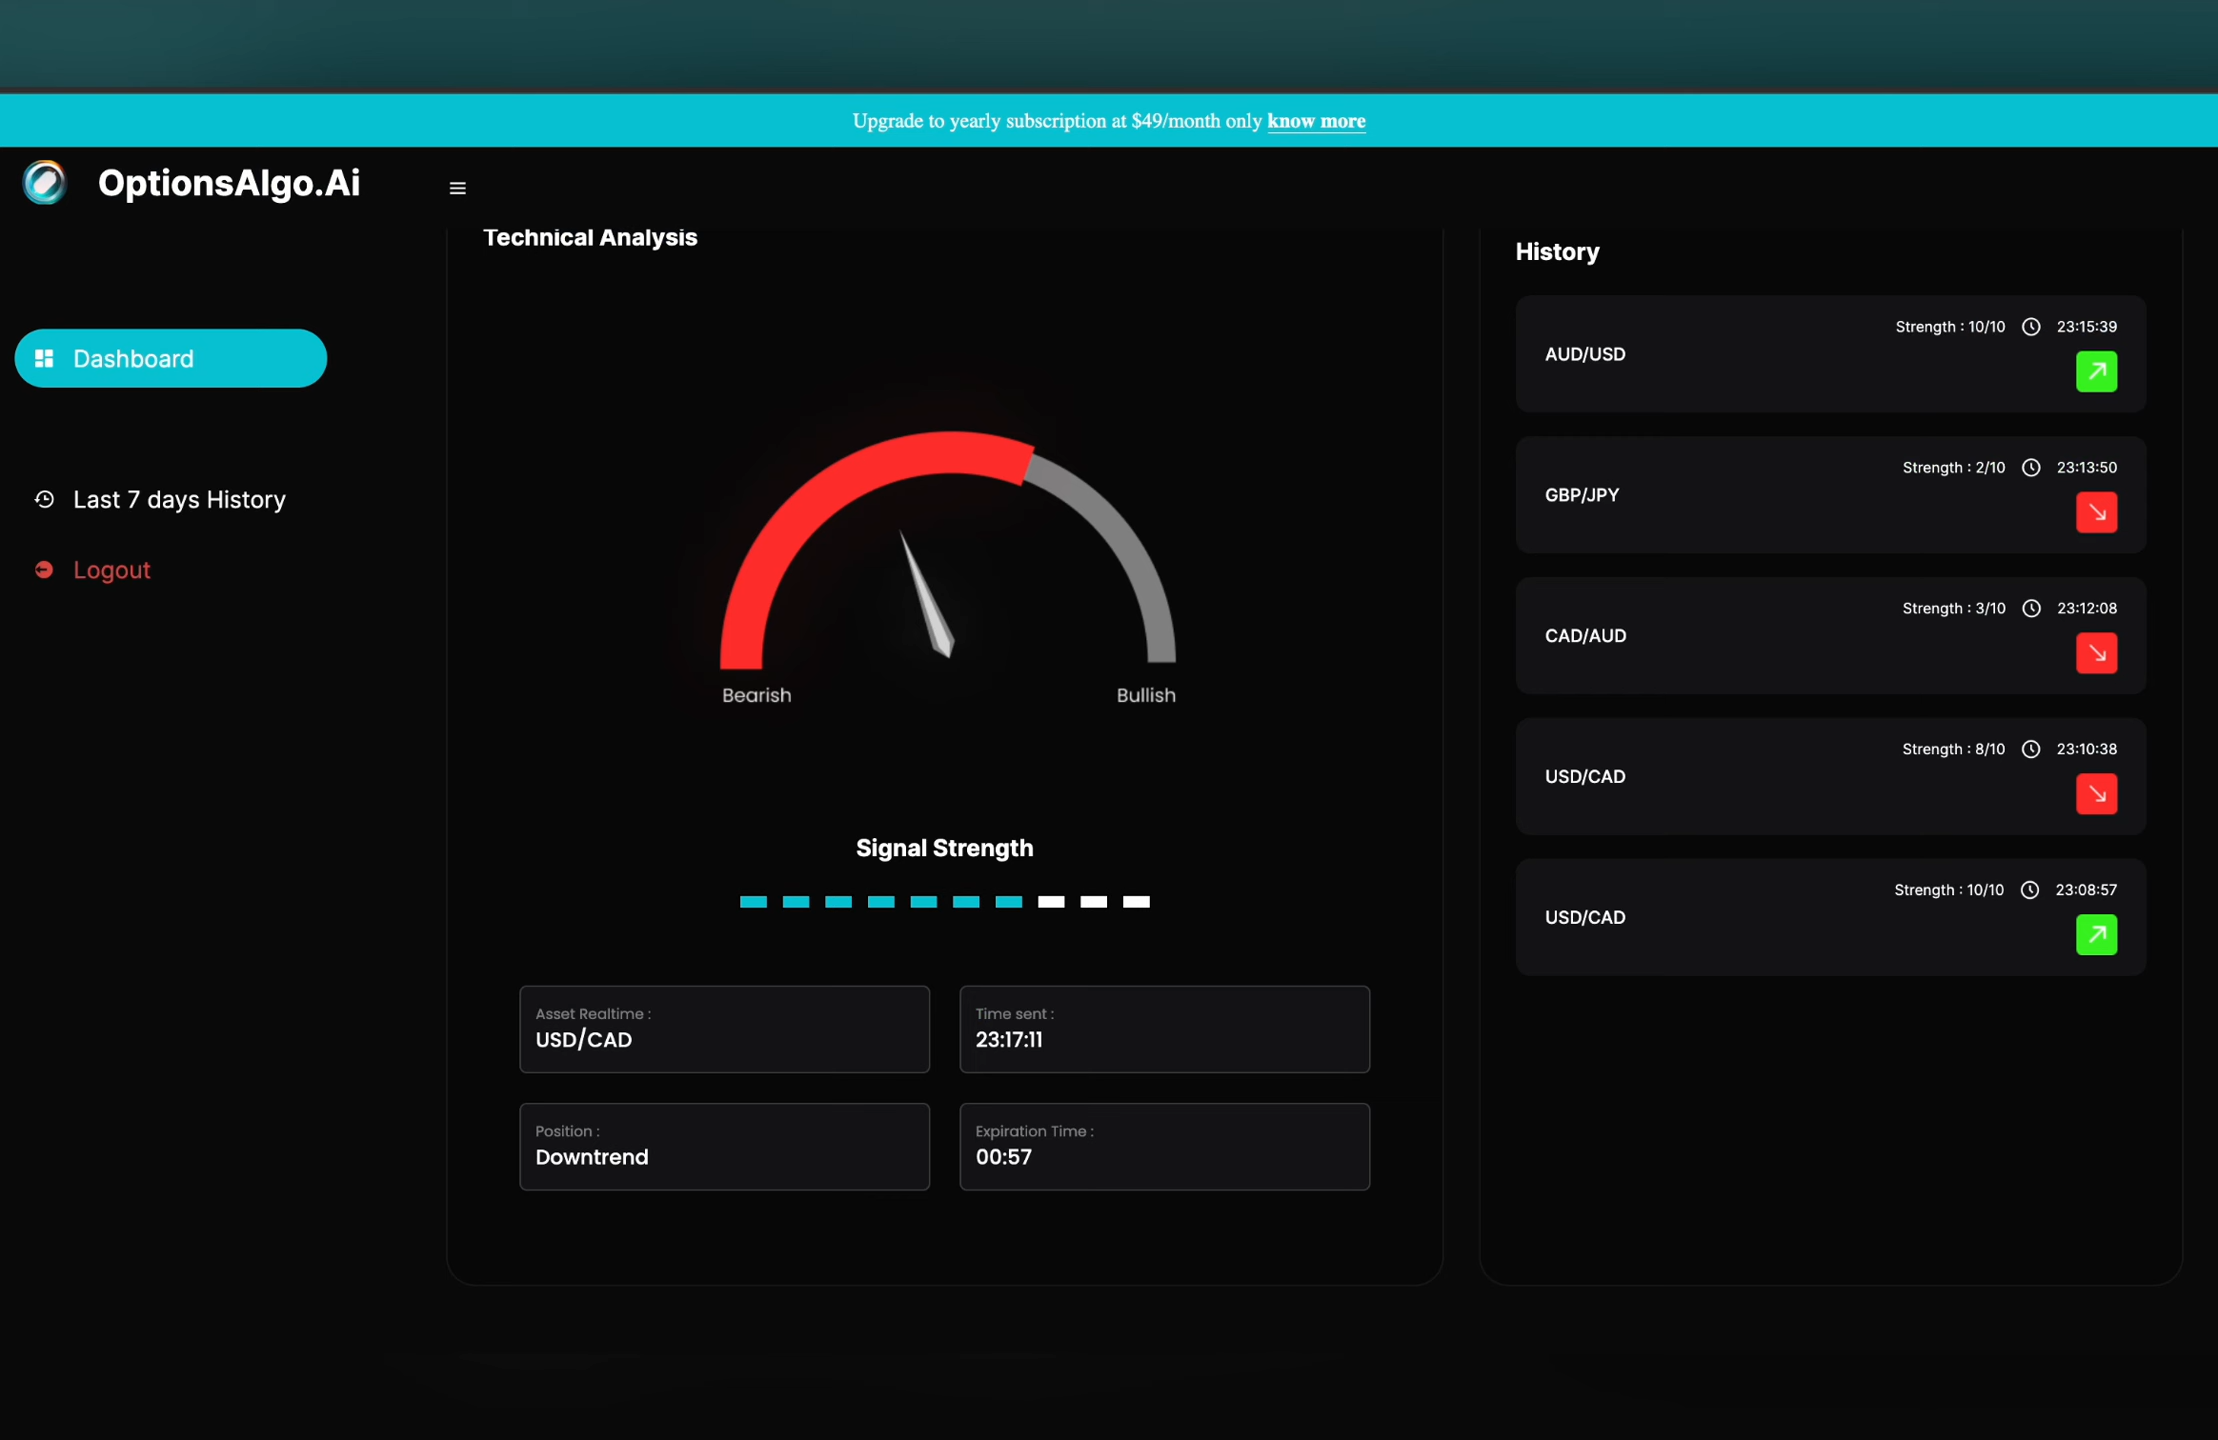 Upgrade to yearly subscription at $49/month only know more
OptionsAlgo.Ai
Dashboard
Last 7 days History
Logout
Technical Analysis
Bearish
Bullish
Signal Strength
Asset Realtime :
USD/CAD
Time sent :
23:17:11
Position :
Downtrend
Expiration Time :
00:57
History
Strength : 10/10 23:15:39
AUD/USD
Strength : 2/10 23:13:50
GBP/JPY
Strength : 3/10 23:12:08
CAD/AUD
Strength : 8/10 23:10:38
USD/CAD
Strength : 10/10 23:08:57
USD/CAD